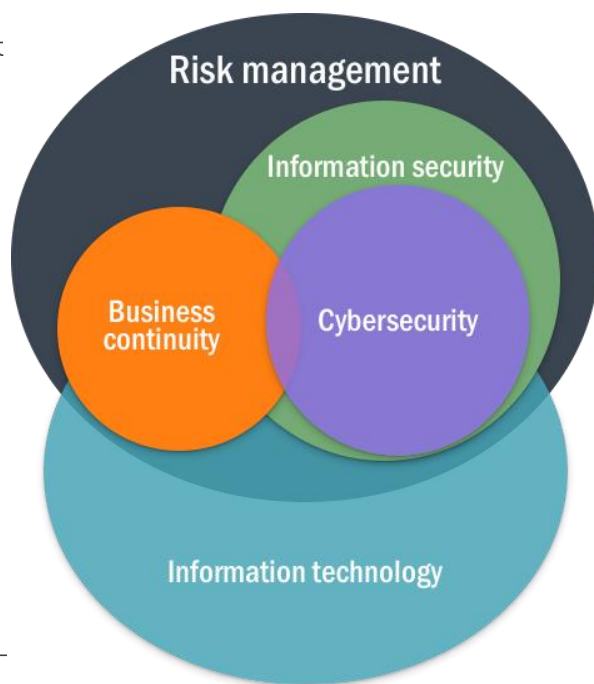 Risk management
Information security
Business
continuity
Cybersecurity
Information technology